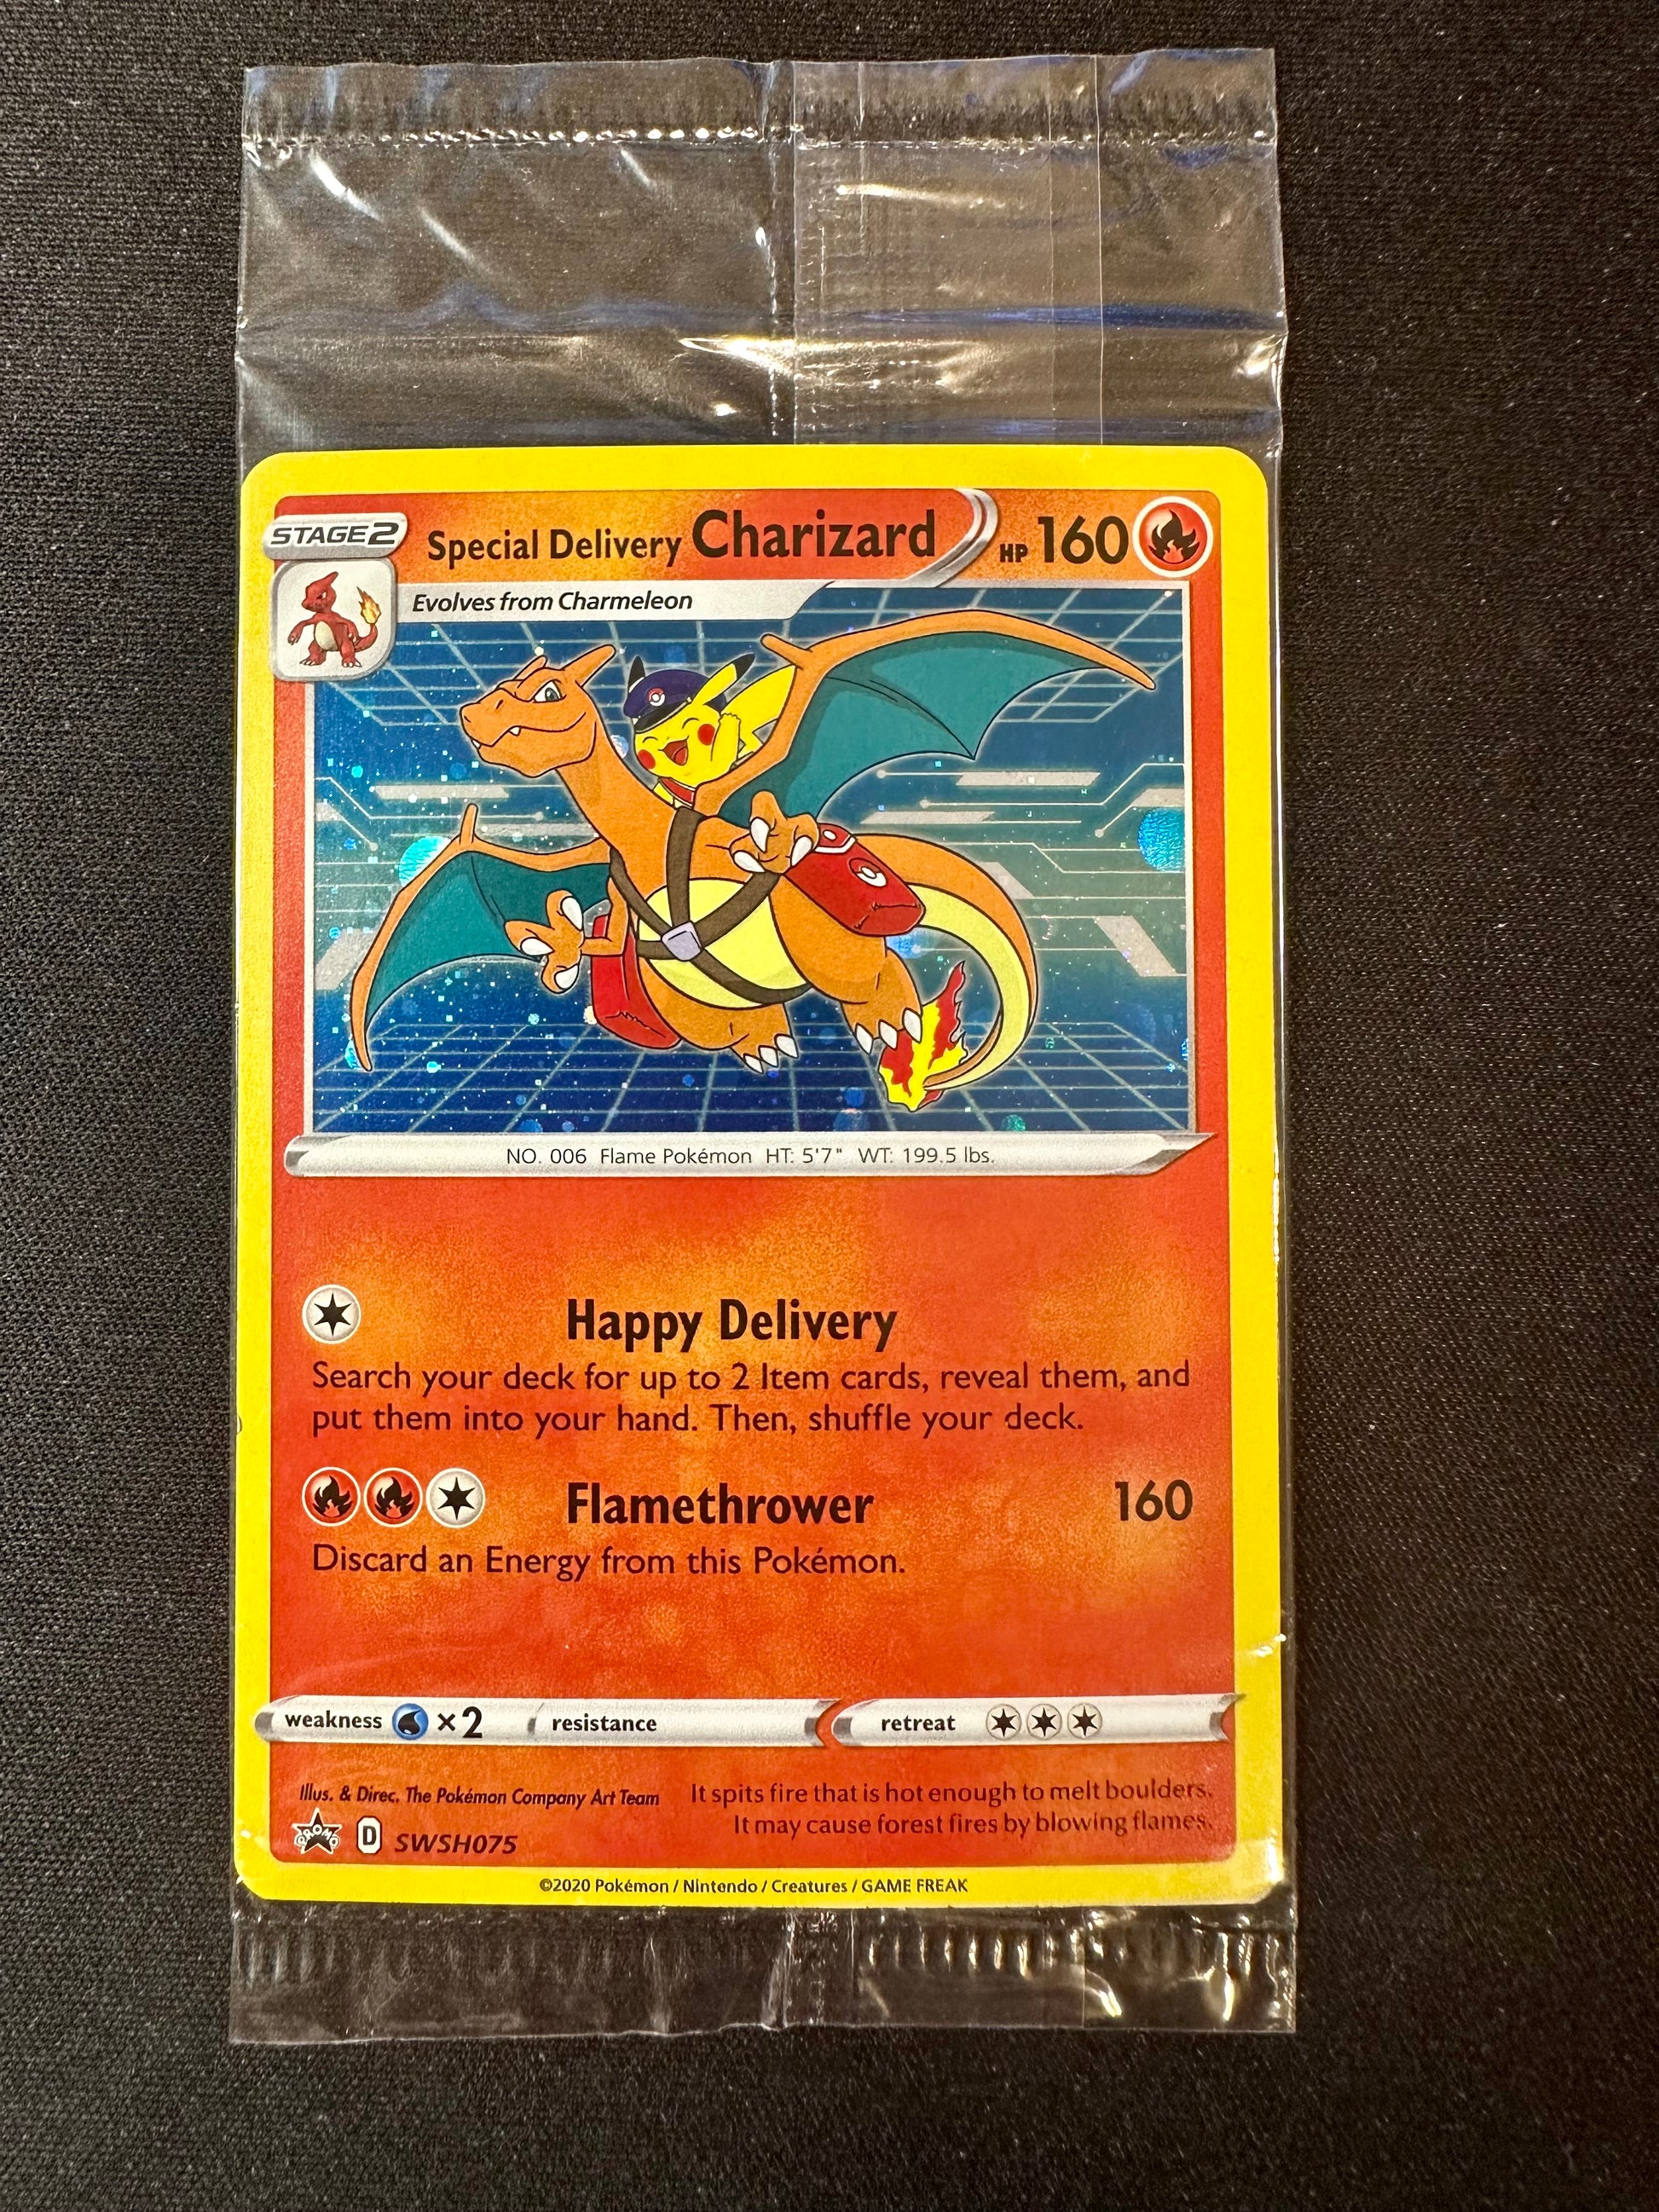 STAGE2
Special Delivery Charizard HP 160
Evolves from Charmeleon
NO. 006 Flame Pokémon HT: 5'7" WT: 199.5 lbs.
Happy Delivery
Search your deck for up to 2 Item cards, reveal them, and
put them into your hand. Then, shuffle your deck.
Flamethrower 160
Discard an Energy from this Pokémon.
weakness ×2 resistance retreat
Illus. & Direc. The Pokémon Company Art Team
It spits fire that is hot enough to melt boulders.
It may cause forest fires by blowing flames.
PROMO D SWSH075
©2020 Pokémon / Nintendo / Creatures / GAME FREAK